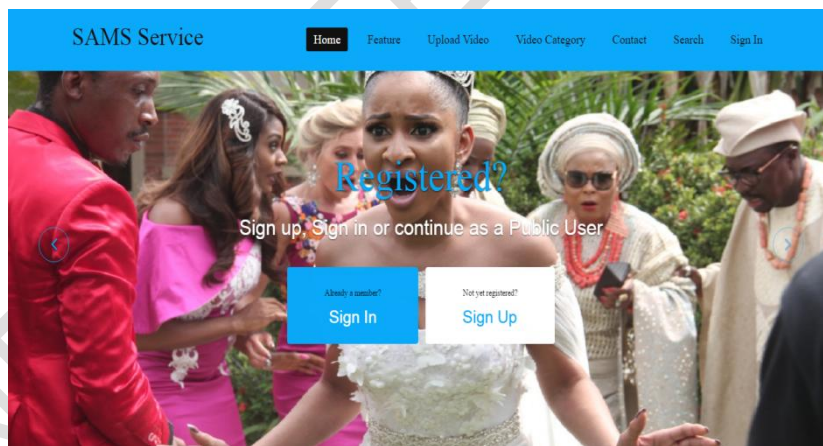 SAMS Service
Home Feature Upload Video Video Category Contact Search Sign In
Registered?
Sign up, Sign in or continue as a Public User
Already a member? Not yet registered?
Sign In Sign Up